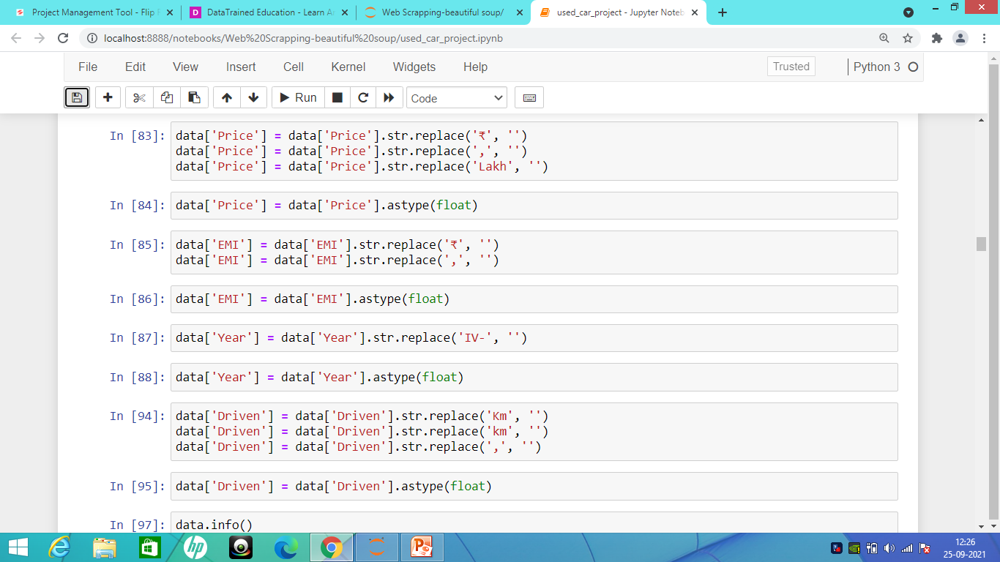 Project Management Tool - Flip F
DataTrained Education - Learn A
Web Scrapping-beautiful soup/
used_car_project - Jupyter Noteb
localhost:8888/notebooks/Web%20Scrapping-beautiful%20soup/used_car_project.ipynb
File Edit View Insert Cell Kernel Widgets Help Trusted Python 3
Run Code
In [83]: data['Price'] = data['Price'].str.replace('₹', '')
data['Price'] = data['Price'].str.replace(',', '')
data['Price'] = data['Price'].str.replace('Lakh', '')
In [84]: data['Price'] = data['Price'].astype(float)
In [85]: data['EMI'] = data['EMI'].str.replace('₹', '')
data['EMI'] = data['EMI'].str.replace(',', '')
In [86]: data['EMI'] = data['EMI'].astype(float)
In [87]: data['Year'] = data['Year'].str.replace('IV-', '')
In [88]: data['Year'] = data['Year'].astype(float)
In [94]: data['Driven'] = data['Driven'].str.replace('Km', '')
data['Driven'] = data['Driven'].str.replace('km', '')
data['Driven'] = data['Driven'].str.replace(',', '')
In [95]: data['Driven'] = data['Driven'].astype(float)
In [97]: data.info()
hp
12:26
25-09-2021